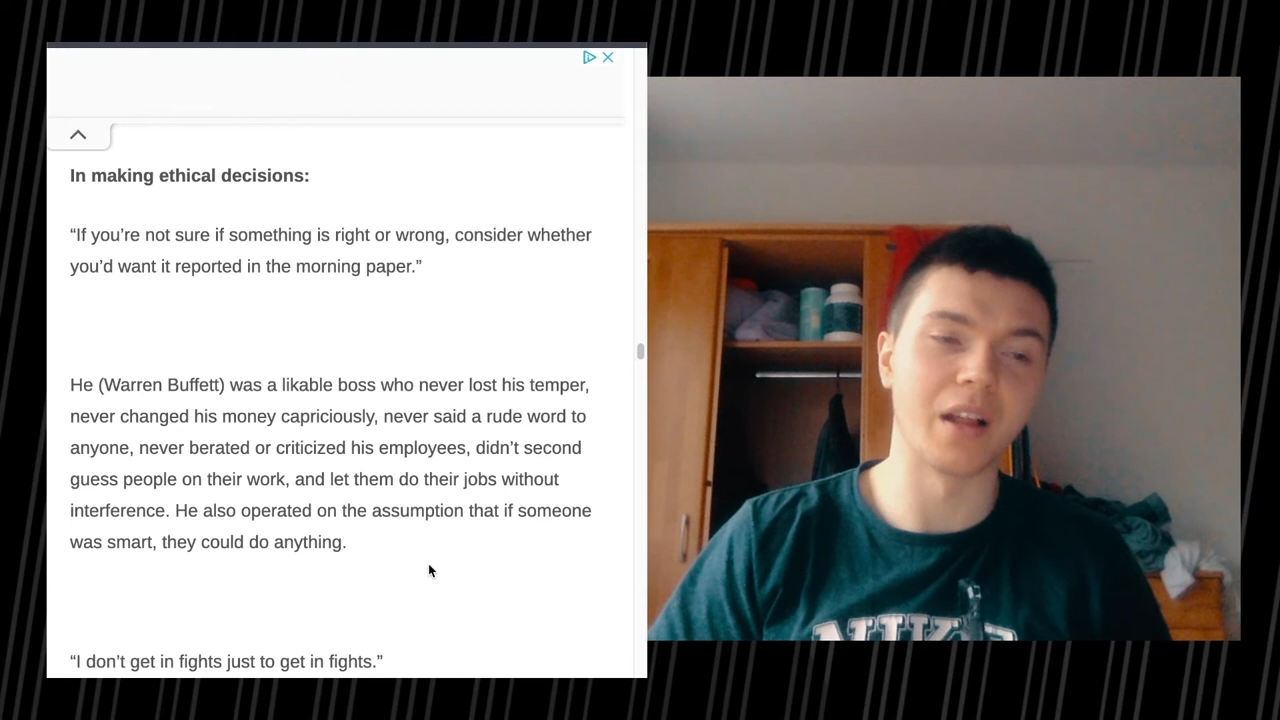 In making ethical decisions:
“If you’re not sure if something is right or wrong, consider whether
you’d want it reported in the morning paper.”
He (Warren Buffett) was a likable boss who never lost his temper,
never changed his money capriciously, never said a rude word to
anyone, never berated or criticized his employees, didn’t second
guess people on their work, and let them do their jobs without
interference. He also operated on the assumption that if someone
was smart, they could do anything.
“I don’t get in fights just to get in fights.”